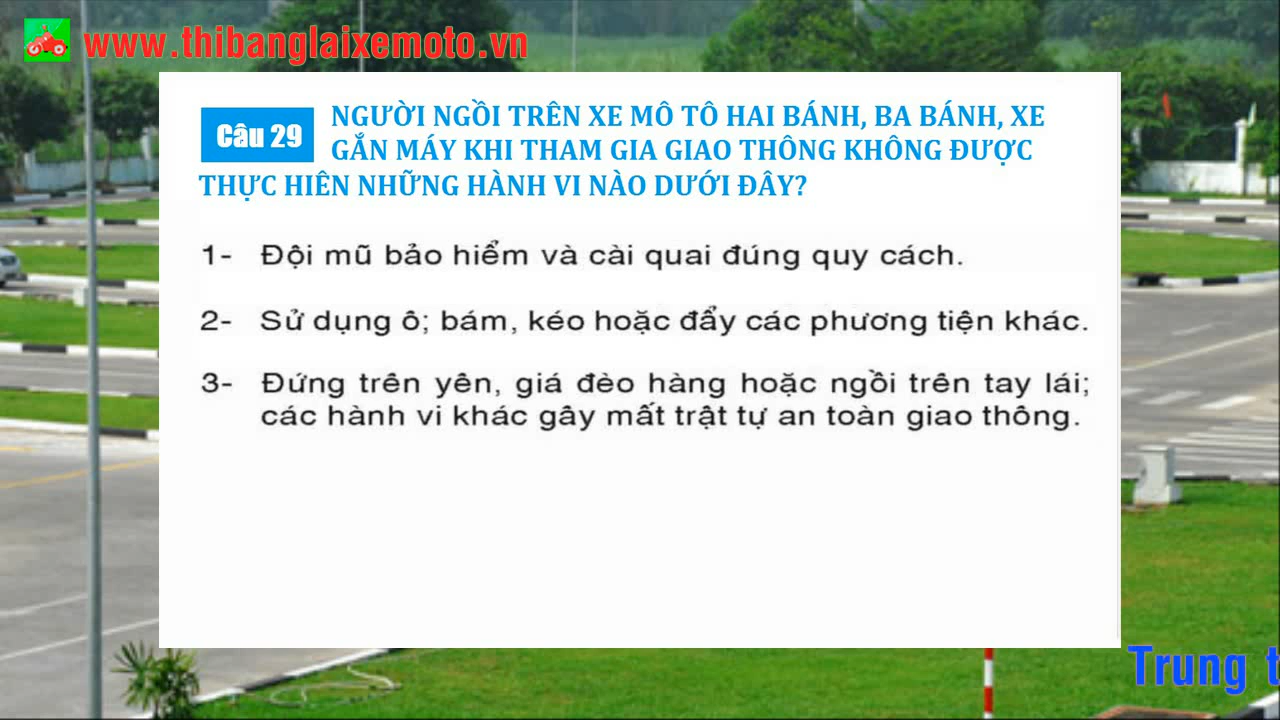 www.thibanglaixemoto.vn
Câu 29 NGƯỜI NGỒI TRÊN XE MÔ TÔ HAI BÁNH, BA BÁNH, XE
GẮN MÁY KHI THAM GIA GIAO THÔNG KHÔNG ĐƯỢC
THỰC HIÊN NHỮNG HÀNH VI NÀO DƯỚI ĐÂY?
1- Đội mũ bảo hiểm và cài quai đúng quy cách.
2- Sử dụng ô; bám, kéo hoặc đẩy các phương tiện khác.
3- Đứng trên yên, giá đèo hàng hoặc ngồi trên tay lái;
các hành vi khác gây mất trật tự an toàn giao thông.
Trung t